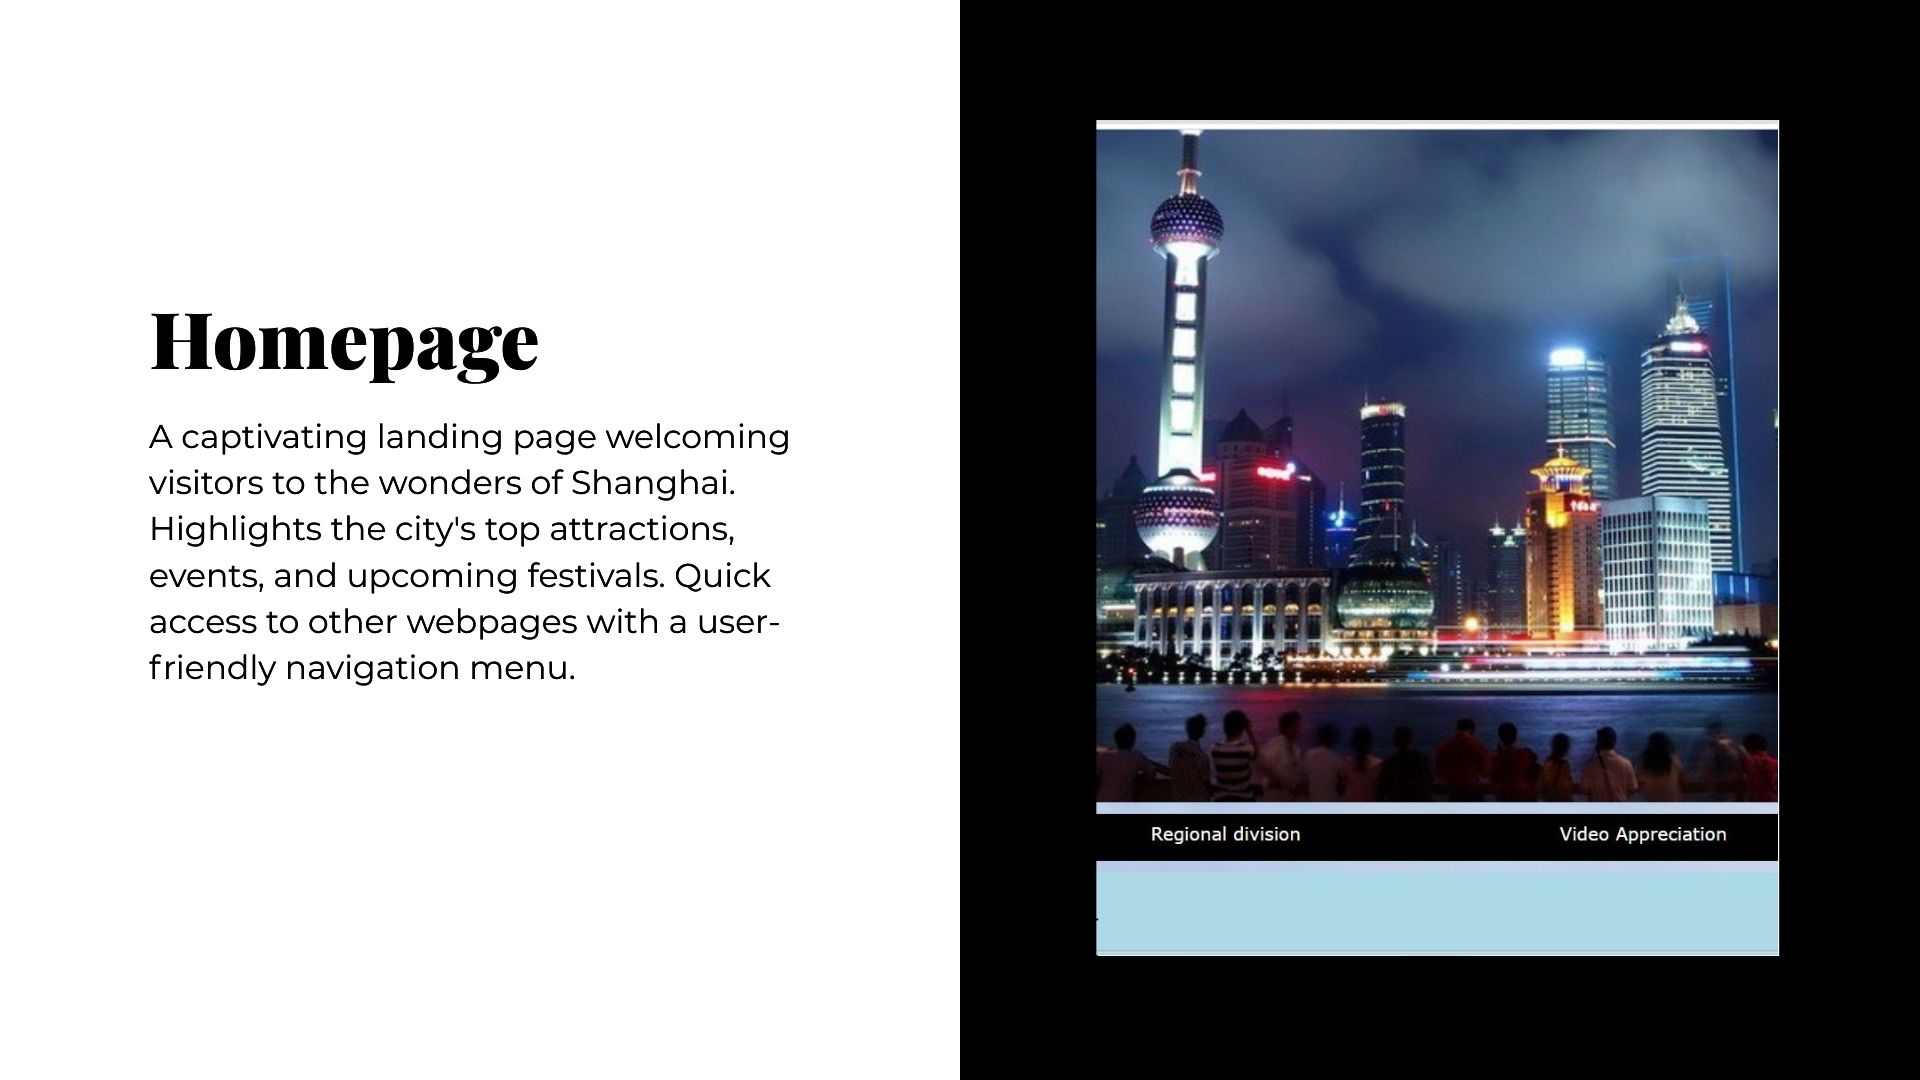 Homepage
A captivating landing page welcoming
visitors to the wonders of Shanghai.
Highlights the city's top attractions,
events, and upcoming festivals. Quick
access to other webpages with a user-
friendly navigation menu.
Regional division Video Appreciation